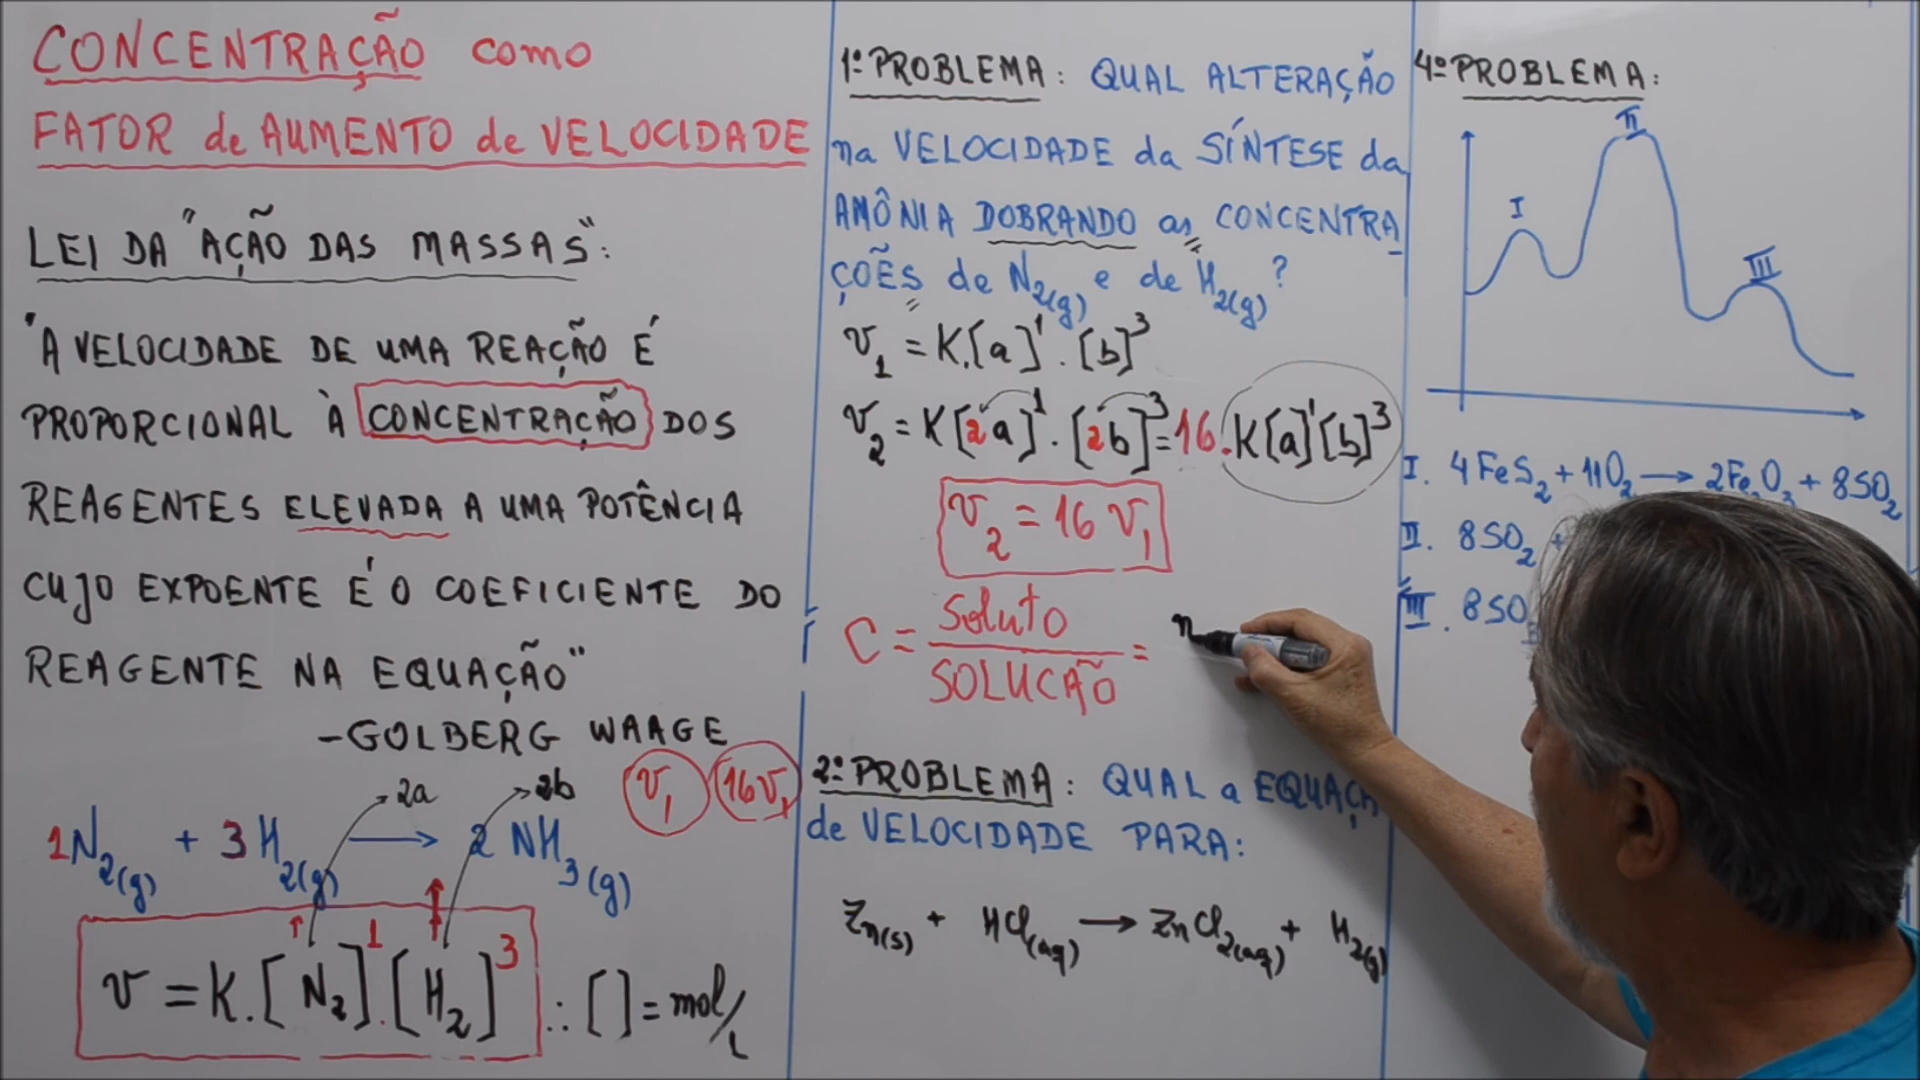 CONCENTRAÇÃO como
FATOR de AUMENTO de VELOCIDADE
LEI DA "AÇÃO DAS MASSAS":
"A VELOCIDADE DE UMA REAÇÃO É
PROPORCIONAL À CONCENTRAÇÃO DOS
REAGENTES ELEVADA A UMA POTÊNCIA
CUJO EXPOENTE É O COEFICIENTE DO
REAGENTE NA EQUAÇÃO"
-GOLBERG WAAGE
V₁ 16V₁
2a 2b
1N₂(g) + 3H₂(g) → 2NH₃(g)
v = K.[N₂]¹.[H₂]³ ∴ [ ] = mol/L
1º PROBLEMA: QUAL ALTERAÇÃO
na VELOCIDADE da SÍNTESE da
AMÔNIA DOBRANDO as CONCENTRA
ÇÕES de N₂(g) e de H₂(g)?
v₁ = K.[a]¹.[b]³
v₂ = K[2a]¹.[2b]³ = 16.K[a]¹[b]³
v₂ = 16 V₁
C = Soluto/SOLUCÃO = n
2º PROBLEMA: QUAL a EQUAÇ
de VELOCIDADE PARA:
Zn(s) + HCl(aq) → ZnCl₂(aq) + H₂(g)
4º PROBLEMA:
II
I
III
I. 4FeS₂ + 11O₂ → 2Fe₂O₃ + 8SO₂
II. 8SO₂ +
III. 8SO₃